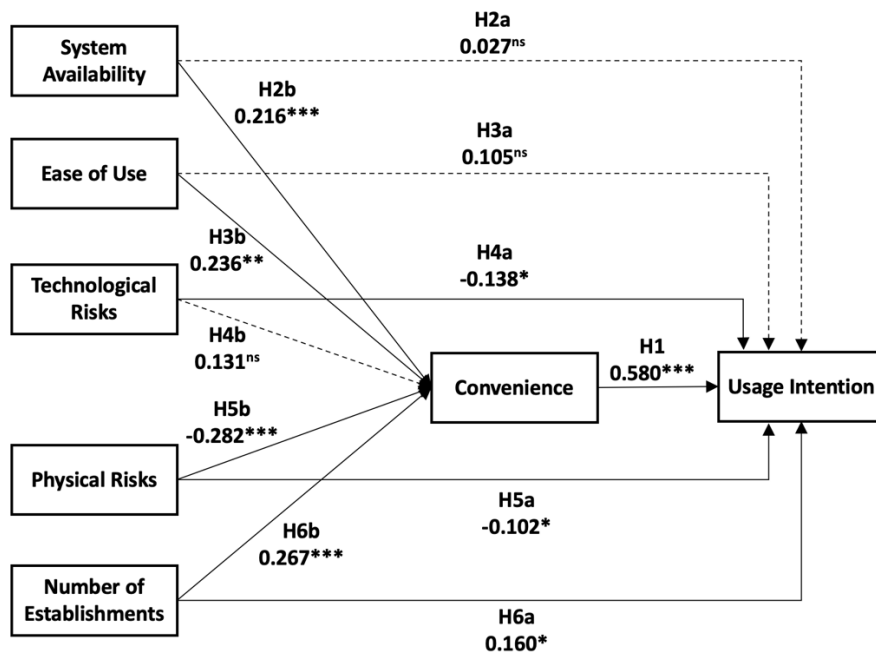 H2a
0.027ns
System
Availability
H2b
0.216***
H3a
0.105ns
Ease of Use
H3b
0.236**
H4a
-0.138*
Technological
Risks
H4b
0.131ns
H1
0.580***
Convenience
Usage Intention
H5b
-0.282***
Physical Risks
H5a
-0.102*
H6b
0.267***
Number of
Establishments
H6a
0.160*